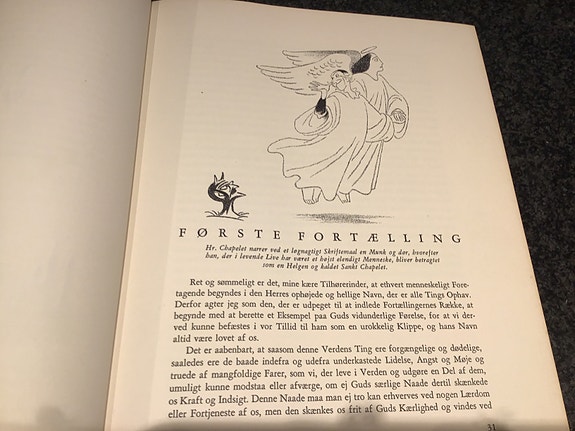 FØRSTE FORTÆLLING
Hr. Chapelet narrer ved et løgnagtigt Skriftemaal en Munk og dør, hvorefter
han, der i levende Live har været et højst elendigt Menneske, bliver betragtet
som en Helgen og kaldet Sankt Chapelet.
Ret og sømmeligt er det, mine kære Tilhørerinder, at ethvert menneskeligt Fore-
tagende begyndes i den Herres ophøjede og hellige Navn, der er alle Tings Ophav.
Derfor agter jeg som den, der er udpeget til at indlede Fortællingernes Række, at
begynde med at berette et Eksempel paa Guds vidunderlige Førelse, for at vi der-
ved kunne befæstes i vor Tillid til ham som en urokkelig Klippe, og hans Navn
altid være lovet af os.
Det er aabenbart, at saasom denne Verdens Ting ere forgængelige og dødelige,
saaledes ere de baade indefra og udefra underkastede Lidelse, Angst og Møje og
truede af mangfoldige Farer, som vi, der leve i Verden og udgøre en Del af dem,
umuligt kunne modstaa eller afværge, om ej Guds særlige Naade dertil skænkede
os Kraft og Indsigt. Denne Naade maa man ej tro kan erhverves ved nogen Lærdom
eller Fortjeneste af os, men den skænkes os frit af Guds Kærlighed og vindes ved
31